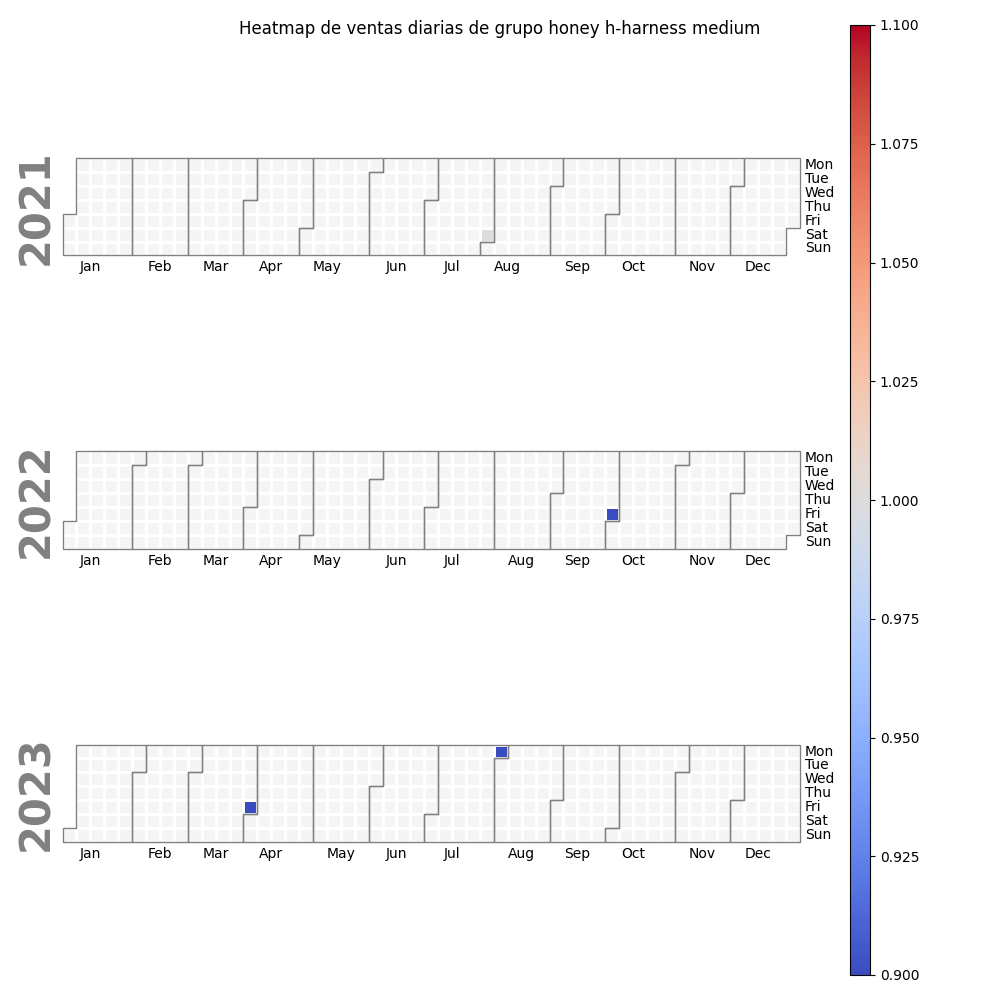 Heatmap de ventas diarias de grupo honey h-harness medium
2021
Mon
Tue
Wed
Thu
Fri
Sat
Sun
Jan Feb Mar Apr May Jun Jul Aug Sep Oct Nov Dec
2022
Mon
Tue
Wed
Thu
Fri
Sat
Sun
Jan Feb Mar Apr May Jun Jul Aug Sep Oct Nov Dec
2023
Mon
Tue
Wed
Thu
Fri
Sat
Sun
Jan Feb Mar Apr May Jun Jul Aug Sep Oct Nov Dec
1.100
1.075
1.050
1.025
1.000
0.975
0.950
0.925
0.900